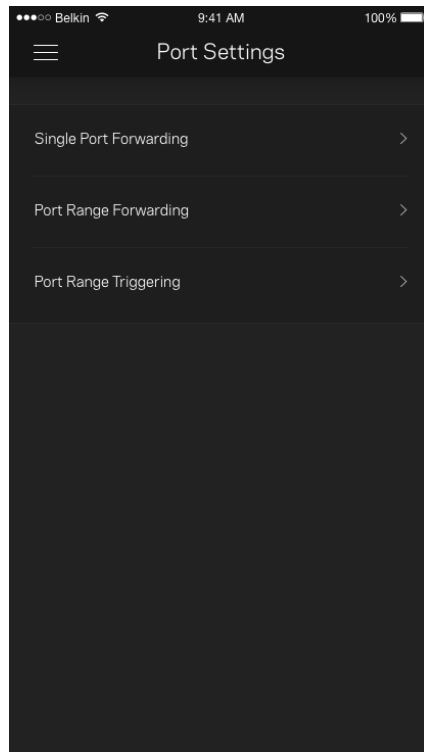 Belkin 9:41 AM 100%
Port Settings
Single Port Forwarding
Port Range Forwarding
Port Range Triggering